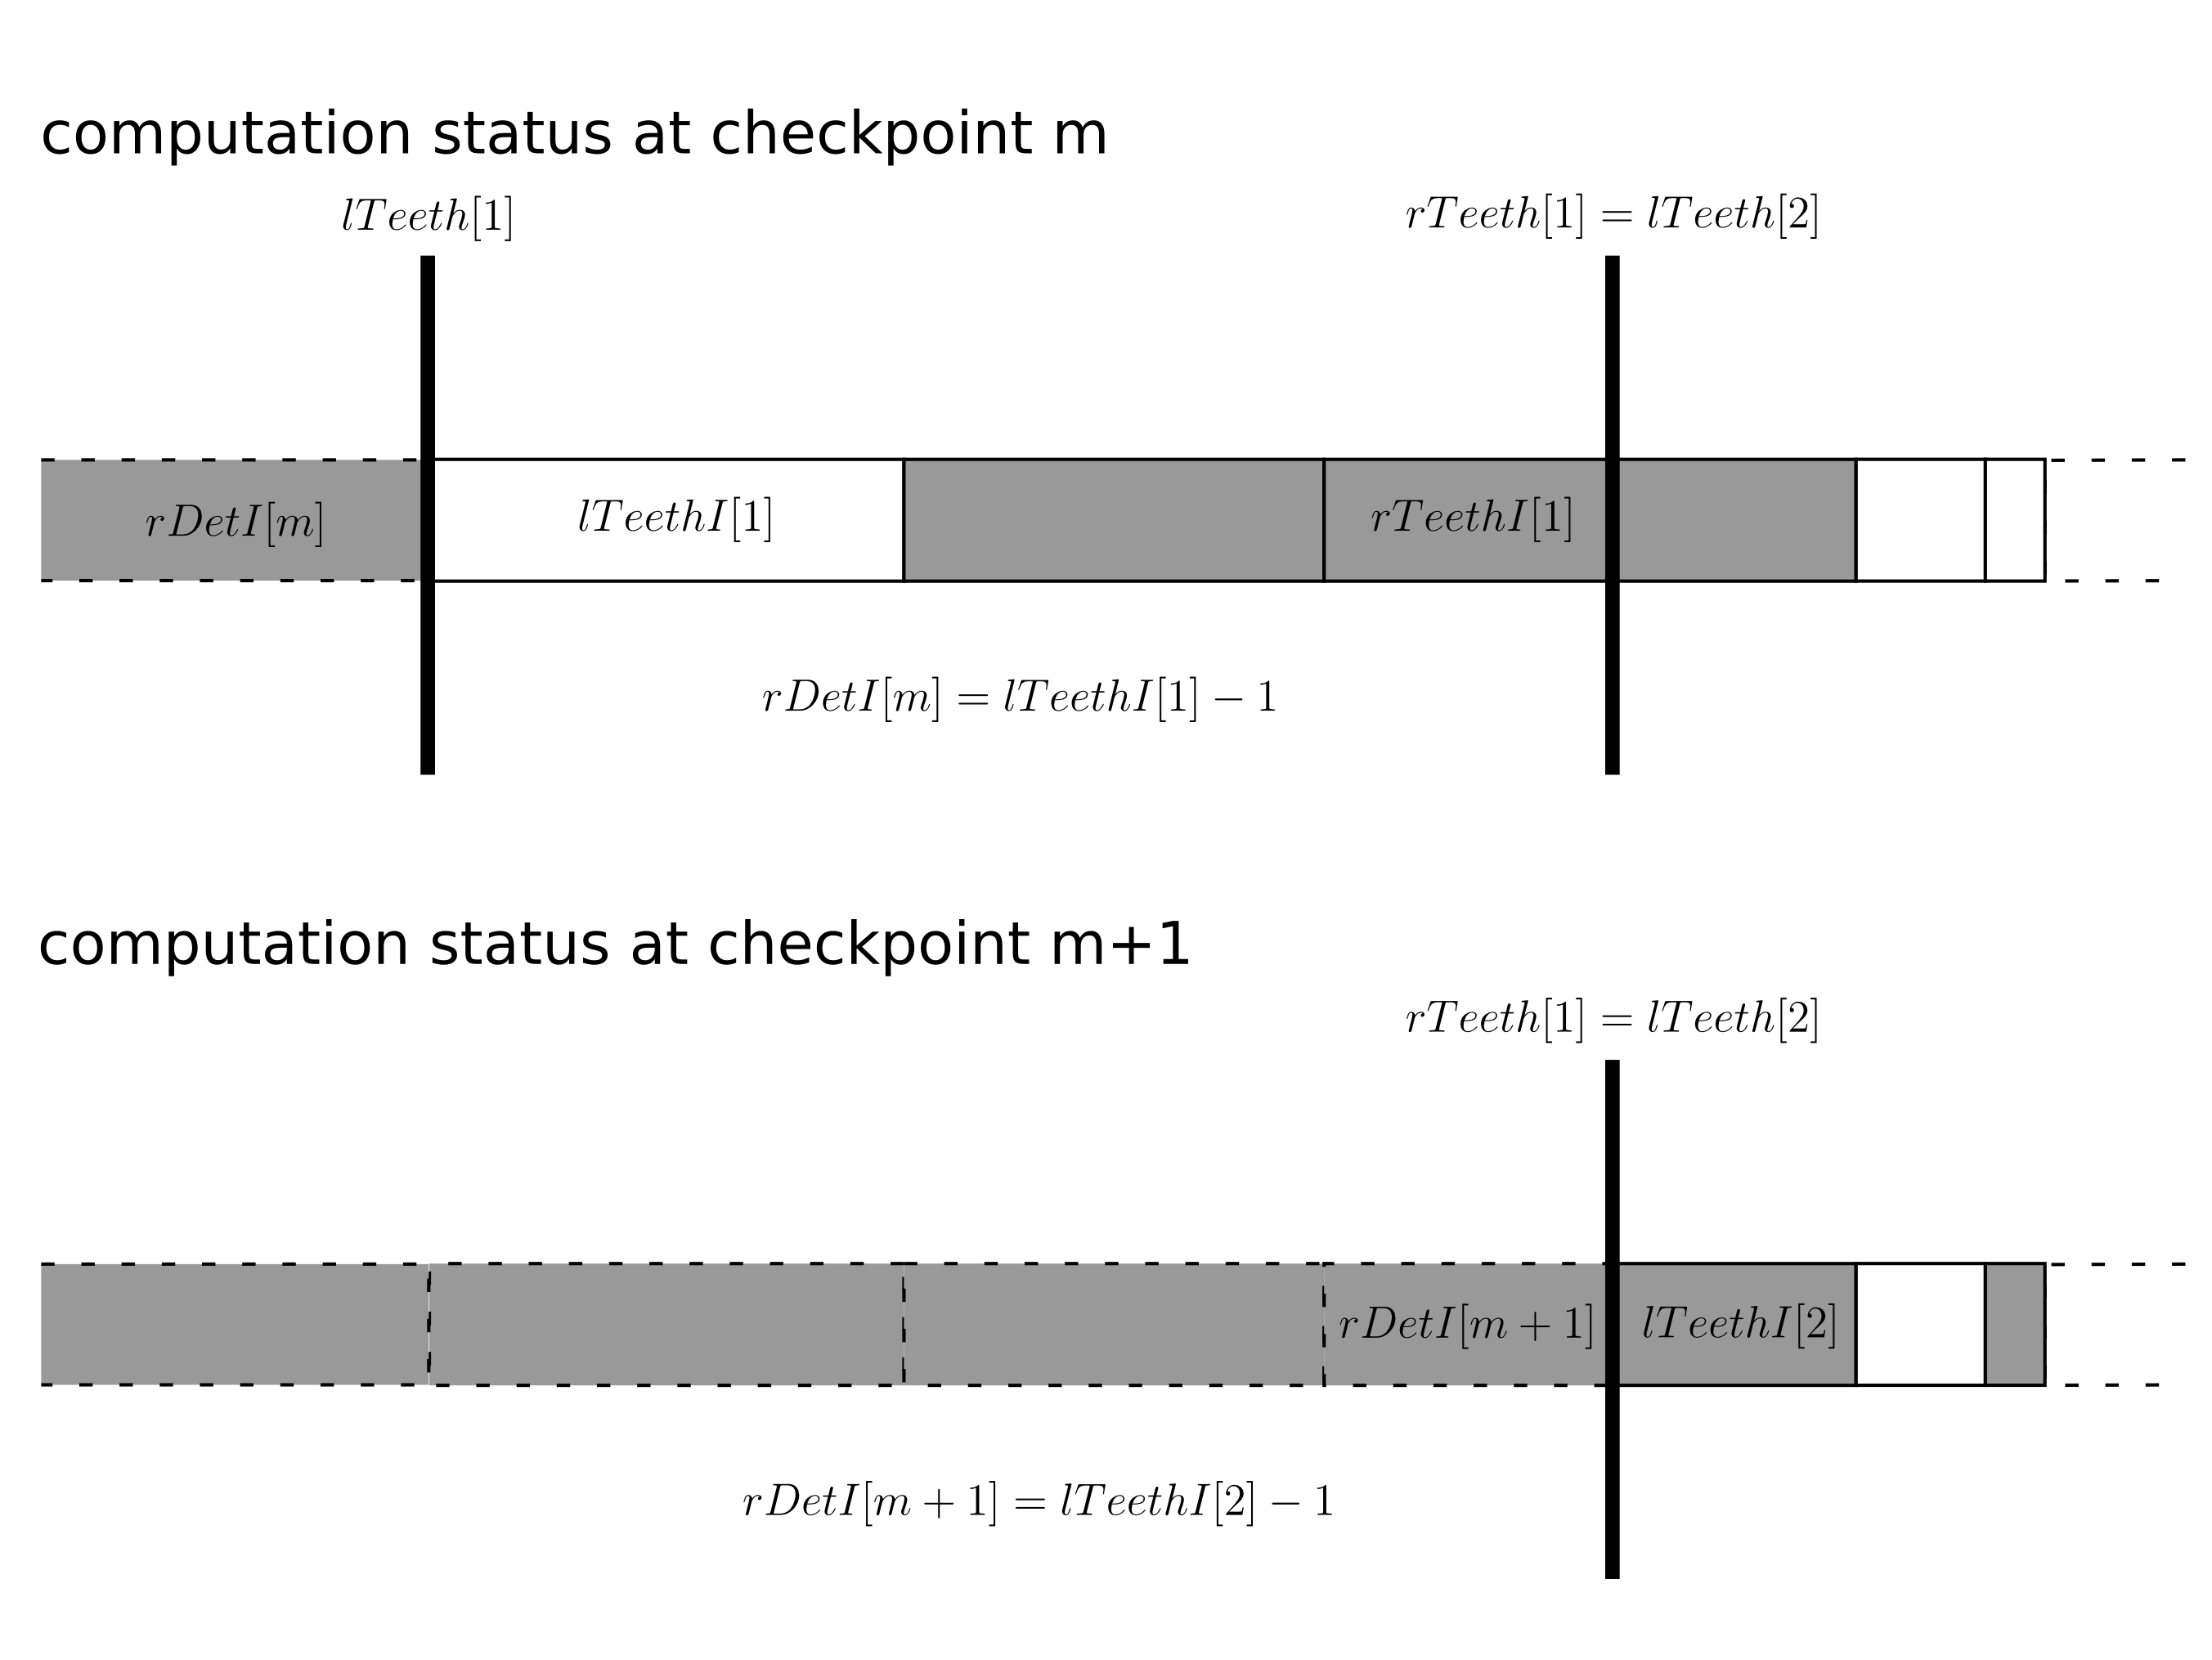 computation status at checkpoint m
lTeeth[1]
rTeeth[1] = lTeeth[2]
rDetI[m]
lTeethI[1]
rTeethI[1]
rDetI[m] = lTeethI[1] − 1
computation status at checkpoint m+1
rTeeth[1] = lTeeth[2]
rDetI[m + 1]
lTeethI[2]
rDetI[m + 1] = lTeethI[2] − 1